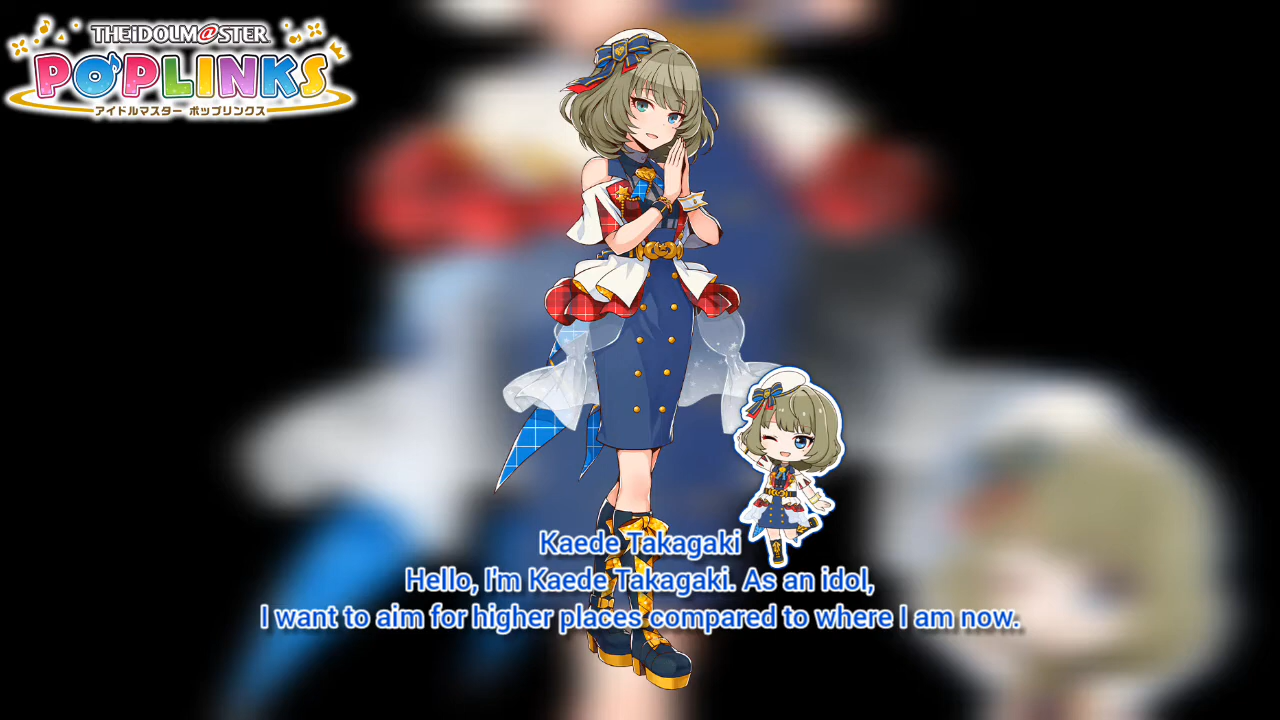 THE iDOLM@STER
POPLINKS
アイドルマスター ポップリンクス
Kaede Takagaki
Hello, I'm Kaede Takagaki. As an idol,
I want to aim for higher places compared to where I am now.